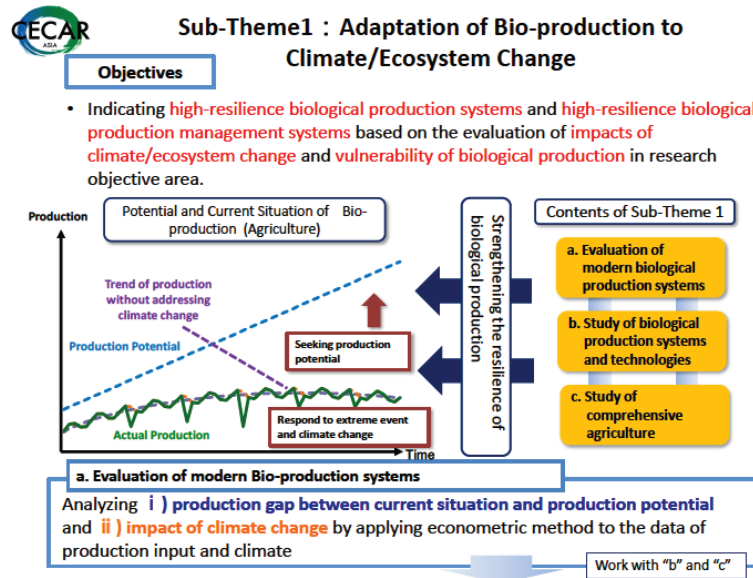 CECAR
ASIA
Sub-Theme1：Adaptation of Bio-production to
Climate/Ecosystem Change
Objectives
• Indicating high-resilience biological production systems and high-resilience biological
production management systems based on the evaluation of impacts of
climate/ecosystem change and vulnerability of biological production in research
objective area.
Production
Potential and Current Situation of Bio-
production (Agriculture)
Trend of production
without addressing
climate change
Production Potential
Seeking production
potential
Respond to extreme event
and climate change
Actual Production
Time
Strengthening the resilience of
biological production
Contents of Sub-Theme 1
a. Evaluation of
modern biological
production systems
b. Study of biological
production systems
and technologies
c. Study of
comprehensive
agriculture
a. Evaluation of modern Bio-production systems
Analyzing ⅰ) production gap between current situation and production potential
and ⅱ) impact of climate change by applying econometric method to the data of
production input and climate
Work with “b” and “c”